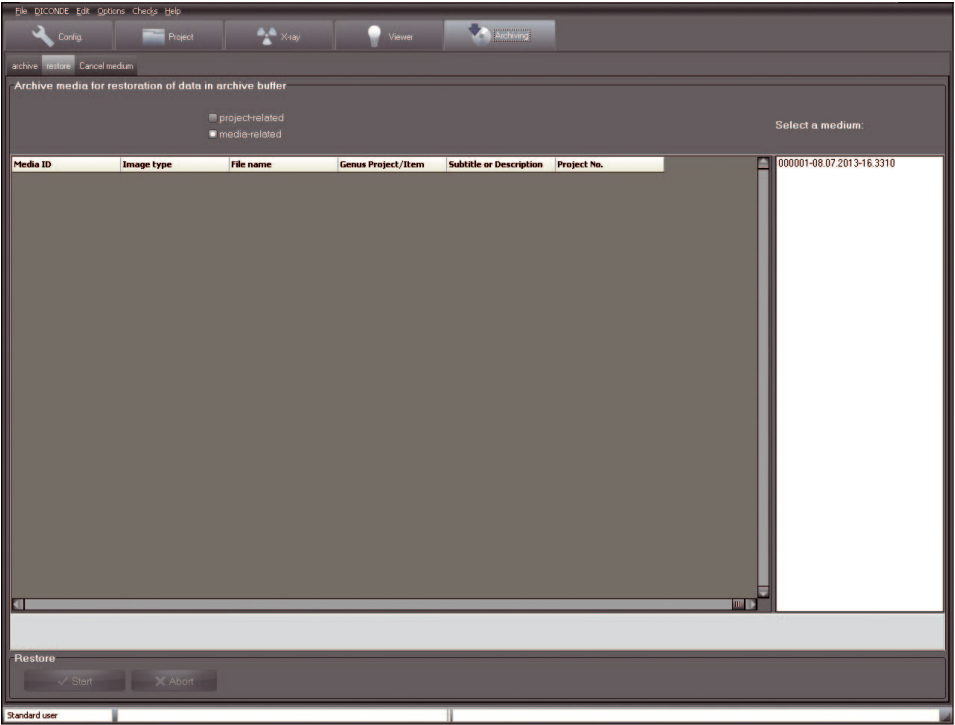 File DICONDE Edit Options Checks Help
Config. Project X-ray Viewer Archiving
archive restore Cancel medium
Archive media for restoration of data in archive buffer
project-related
media-related
Select a medium:
Media ID Image type File name Genus Project/Item Subtitle or Description Project No.
000001-08.07.2013-16.3310
Restore
Start Abort
Standard user